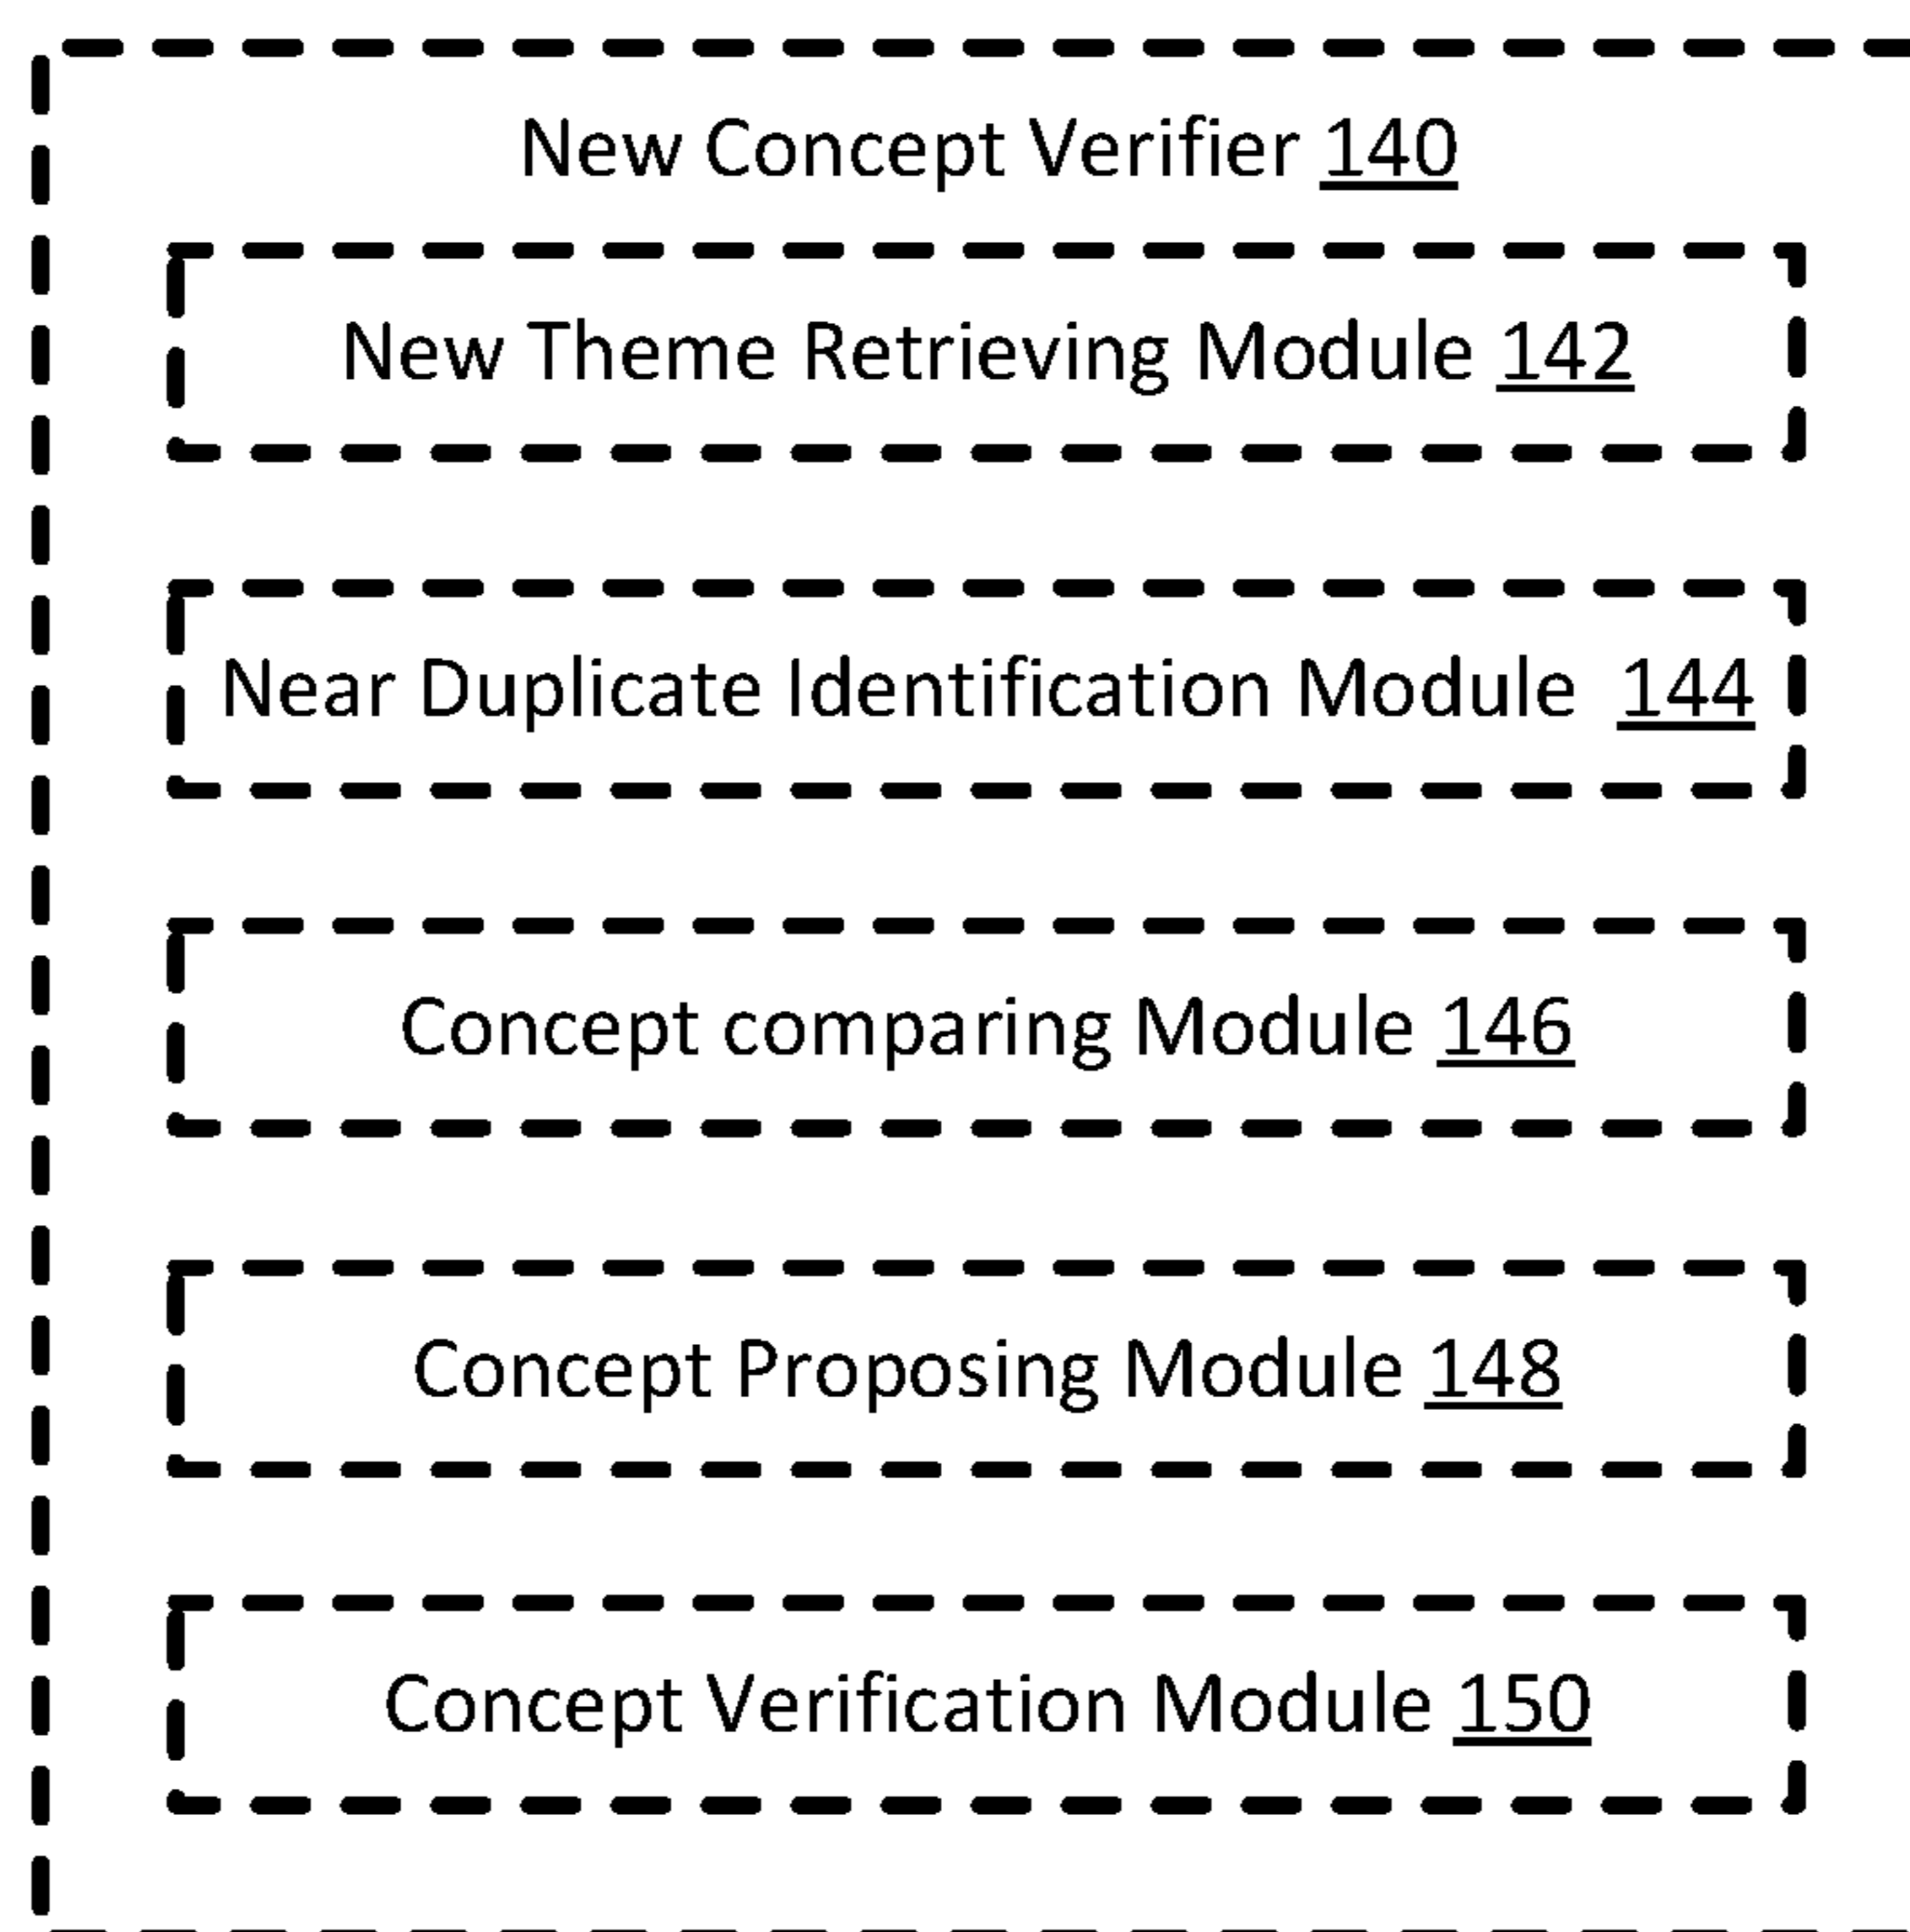 New Concept Verifier 140
New Theme Retrieving Module 142
Near Duplicate Identification Module 144
Concept comparing Module 146
Concept Proposing Module 148
Concept Verification Module 150